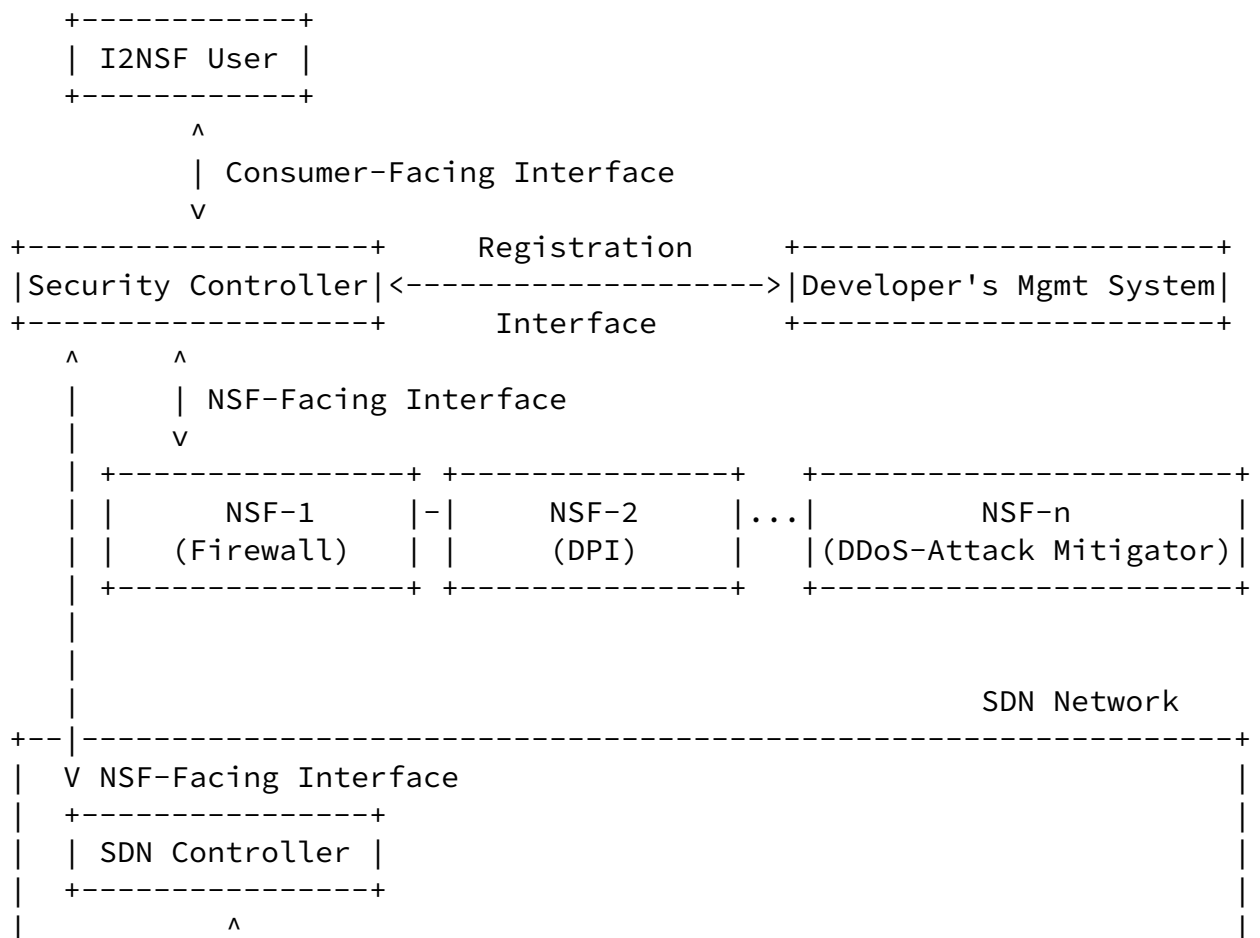 +------------+
| I2NSF User |
+------------+
^
| Consumer-Facing Interface
v
+-------------------+     Registration     +-----------------------+
|Security Controller|<-------------------->|Developer's Mgmt System|
+-------------------+      Interface       +-----------------------+
^     ^
|     | NSF-Facing Interface
|     v
| +----------------+ +---------------+   +-----------------------+
| |      NSF-1     |-|     NSF-2     |...|         NSF-n         |
| |   (Firewall)   | |     (DPI)     |   |(DDoS-Attack Mitigator)|
| +----------------+ +---------------+   +-----------------------+
|
|
|                                                  SDN Network
+--|----------------------------------------------------------------+
|  V NSF-Facing Interface                                           |
|  +----------------+                                               |
|  | SDN Controller |                                               |
|  +----------------+                                               |
|           ^                                                       |